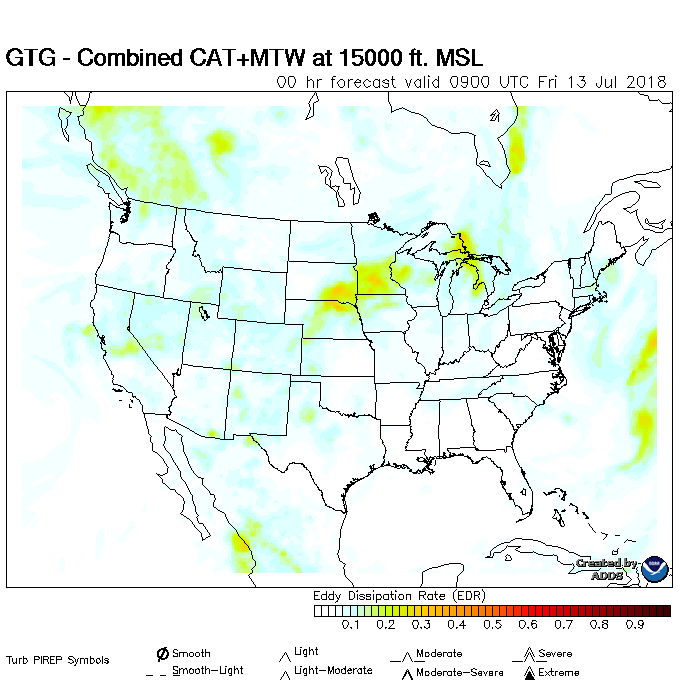 GTG - Combined CAT+MTW at 15000 ft. MSL
00 hr forecast valid 0900 UTC Fri 13 Jul 2018
Created by
ADDS
Eddy Dissipation Rate (EDR)
0.1 0.2 0.3 0.4 0.5 0.6 0.7 0.8 0.9
Turb PIREP Symbols
Smooth Light Moderate Severe
Smooth-Light Light-Moderate Moderate-Severe Extreme